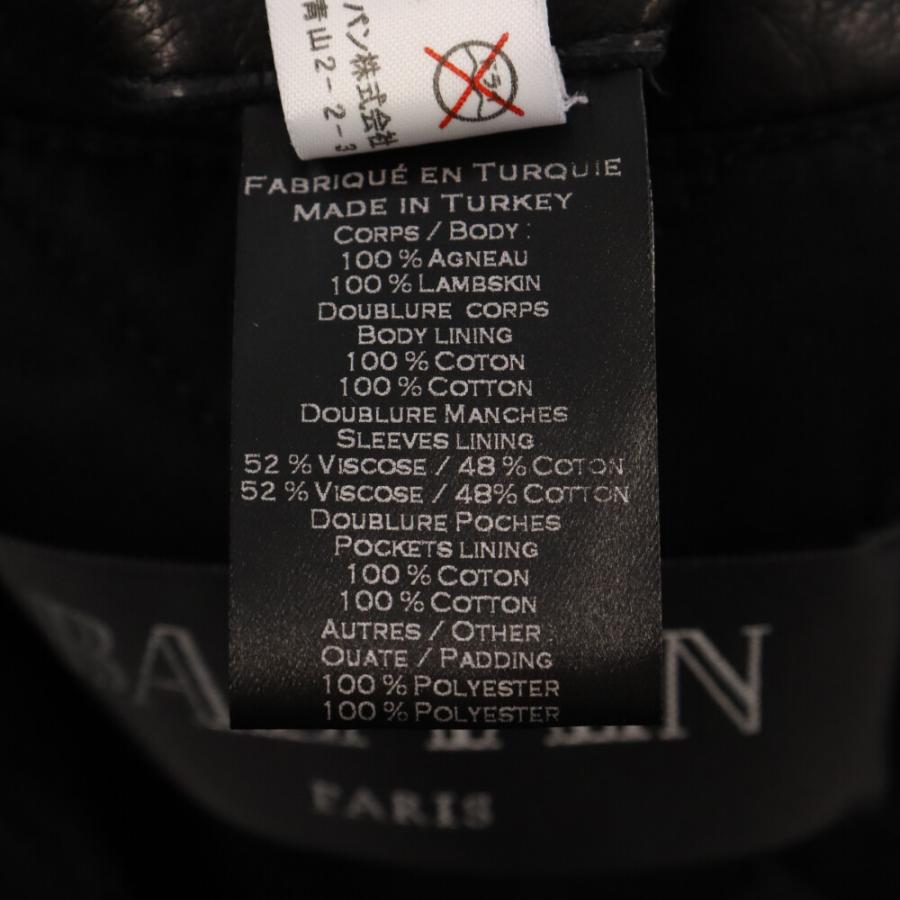 パン株式会社
青山2-2-3
ドライ
FABRIQUÉ EN TURQUIE
MADE IN TURKEY
CORPS / BODY :
100 % AGNEAU
100 % LAMBSKIN
DOUBLURE CORPS
BODY LINING
100 % COTON
100 % COTTON
DOUBLURE MANCHES
SLEEVES LINING
52 % VISCOSE / 48 % COTON
52 % VISCOSE / 48% COTTON
DOUBLURE POCHES
POCKETS LINING
100 % COTON
100 % COTTON
AUTRES / OTHER :
OUATE / PADDING
100 % POLYESTER
100 % POLYESTER
PARIS